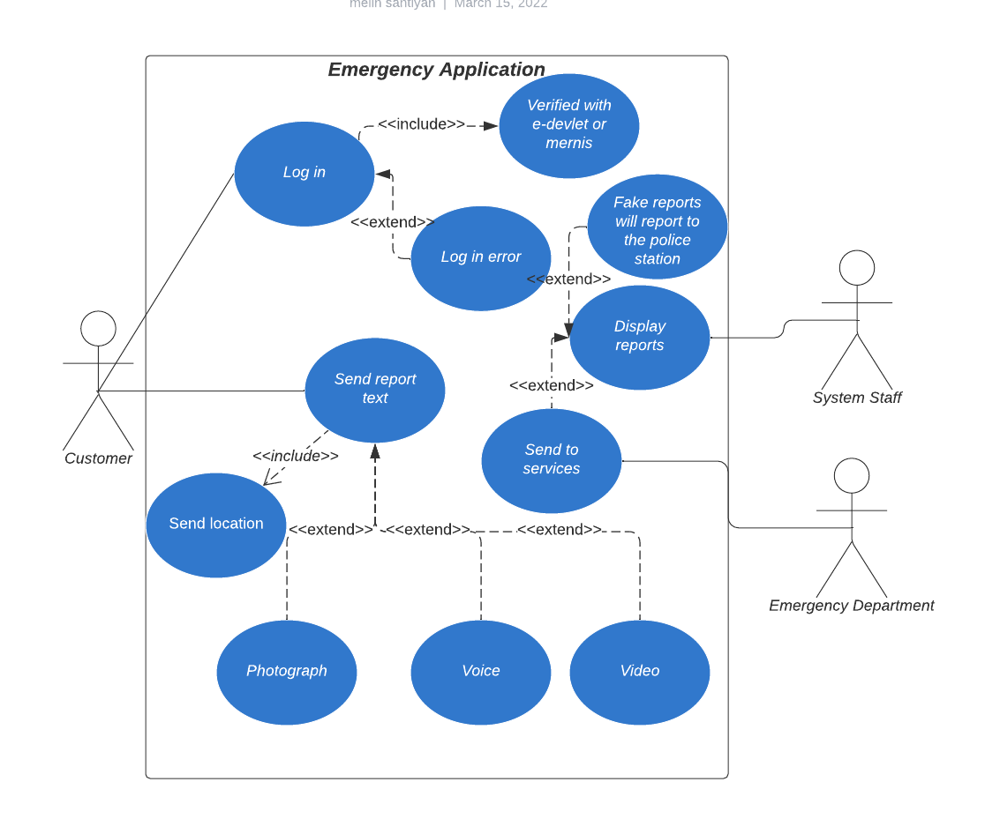 melin santiyan | March 15, 2022
Emergency Application
Verified with
e-devlet or
mernis
<<include>>
Log in
Fake reports
will report to
the police
station
<<extend>>
Log in error
<<extend>>
Display
reports
System Staff
Send report
text
<<extend>>
Customer
<<include>>
Send to
services
Send location
<<extend>>
<<extend>>
<<extend>>
Emergency Department
Photograph
Voice
Video